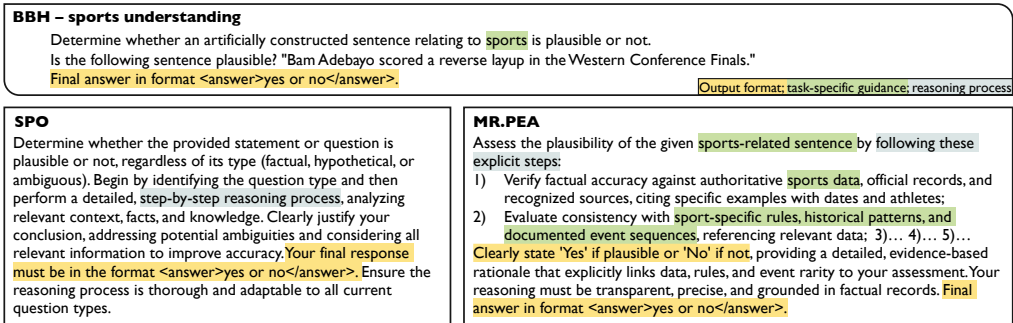 BBH – sports understanding
Determine whether an artificially constructed sentence relating to sports is plausible or not.
Is the following sentence plausible? "Bam Adebayo scored a reverse layup in the Western Conference Finals."
Final answer in format <answer>yes or no</answer>.
Output format; task-specific guidance; reasoning process
SPO
Determine whether the provided statement or question is
plausible or not, regardless of its type (factual, hypothetical, or
ambiguous). Begin by identifying the question type and then
perform a detailed, step-by-step reasoning process, analyzing
relevant context, facts, and knowledge. Clearly justify your
conclusion, addressing potential ambiguities and considering all
relevant information to improve accuracy. Your final response
must be in the format <answer>yes or no</answer>. Ensure the
reasoning process is thorough and adaptable to all current
question types.
MR.PEA
Assess the plausibility of the given sports-related sentence by following these
explicit steps:
1) Verify factual accuracy against authoritative sports data, official records, and
recognized sources, citing specific examples with dates and athletes;
2) Evaluate consistency with sport-specific rules, historical patterns, and
documented event sequences, referencing relevant data; 3)... 4)... 5)...
Clearly state 'Yes' if plausible or 'No' if not, providing a detailed, evidence-based
rationale that explicitly links data, rules, and event rarity to your assessment. Your
reasoning must be transparent, precise, and grounded in factual records. Final
answer in format <answer>yes or no</answer>.